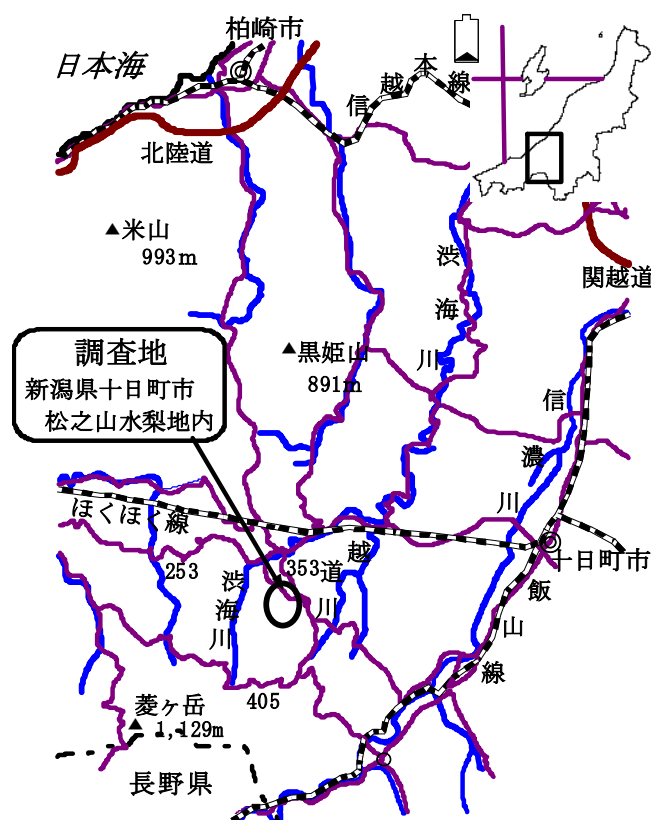 柏崎市
日本海
信越本線
北陸道
米山
993m
渋海川
関越道
黒姫山
891m
調査地
新潟県十日町市
松之山水梨地内
信濃川
ほくほく線
253
353
越道川
渋海川
十日町市
飯山線
405
菱ヶ岳
1,129m
長野県